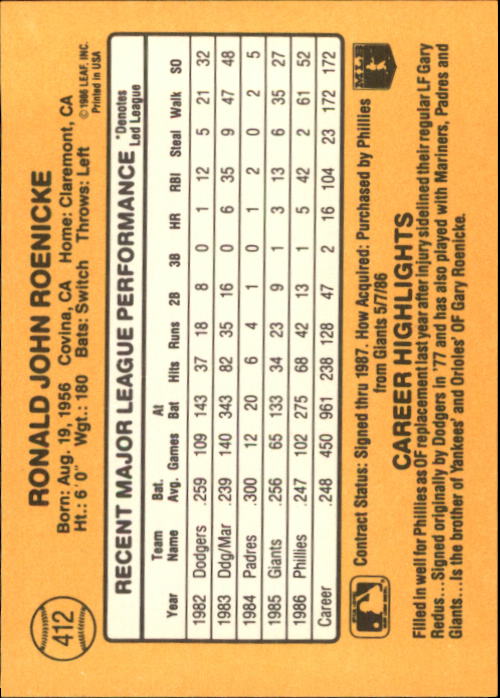 412
RONALD JOHN ROENICKE
Born: Aug. 19, 1956 Covina, CA Home: Claremont, CA
Ht.: 6' 0" Wgt.: 180 Bats: Switch Throws: Left
© 1986 LEAF, INC.
Printed in USA
RECENT MAJOR LEAGUE PERFORMANCE
*Denotes
Led League
Year Team Name Bat. Avg. Games At Bat Hits Runs 2B 3B HR RBI Steal Walk SO
1982 Dodgers .259 109 143 37 18 8 0 1 12 5 21 32
1983 Ddg/Mar .239 140 343 82 35 16 0 6 35 9 47 48
1984 Padres .300 12 20 6 4 1 0 1 2 0 2 5
1985 Giants .256 65 133 34 23 9 1 3 13 6 35 27
1986 Phillies .247 102 275 68 42 13 1 5 42 2 61 52
Career .248 450 961 238 128 47 2 16 104 23 172 172
Contract Status: Signed thru 1987. How Acquired: Purchased by Phillies
from Giants 5/7/86
MLB
CAREER HIGHLIGHTS
Filled in well for Phillies as OF replacement last year after injury sidelined their regular LF Gary
Redus...Signed originally by Dodgers in '77 and has also played with Mariners, Padres and
Giants...Is the brother of Yankees' and Orioles' OF Gary Roenicke.